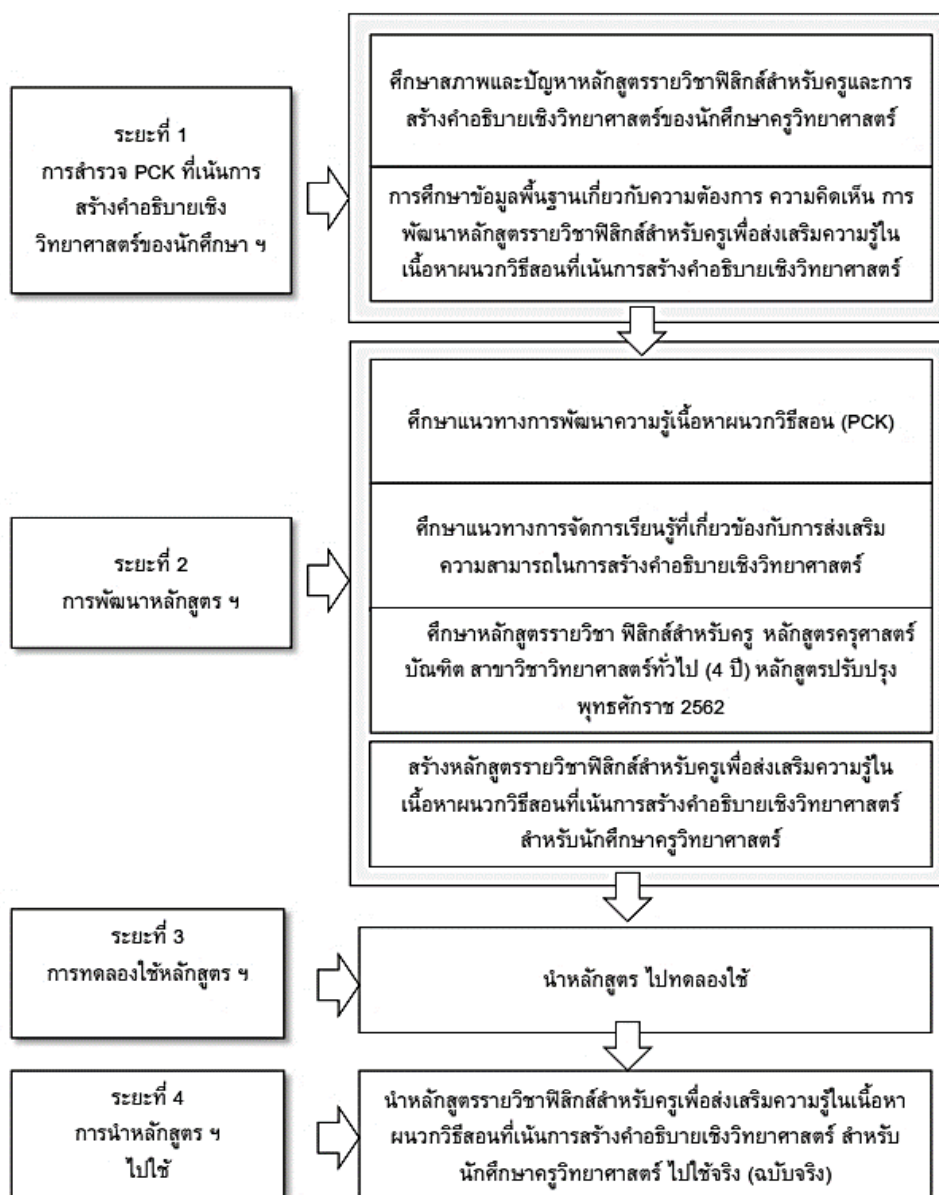 ระยะที่ 1
การสำรวจ PCK ที่เน้นการ
สร้างคำอธิบายเชิง
วิทยาศาสตร์ของนักศึกษา ฯ
ศึกษาสภาพและปัญหาหลักสูตรรายวิชาฟิสิกส์สำหรับครูและการ
สร้างคำอธิบายเชิงวิทยาศาสตร์ของนักศึกษาครูวิทยาศาสตร์
การศึกษาข้อมูลพื้นฐานเกี่ยวกับความต้องการ ความคิดเห็น การ
พัฒนาหลักสูตรรายวิชาฟิสิกส์สำหรับครูเพื่อส่งเสริมความรู้ใน
เนื้อหาผนวกวิธีสอนที่เน้นการสร้างคำอธิบายเชิงวิทยาศาสตร์
ระยะที่ 2
การพัฒนาหลักสูตร ฯ
ศึกษาแนวทางการพัฒนาความรู้เนื้อหาผนวกวิธีสอน (PCK)
ศึกษาแนวทางการจัดการเรียนรู้ที่เกี่ยวข้องกับการส่งเสริม
ความสามารถในการสร้างคำอธิบายเชิงวิทยาศาสตร์
ศึกษาหลักสูตรรายวิชา ฟิสิกส์สำหรับครู หลักสูตรครุศาสตร์
บัณฑิต สาขาวิชาวิทยาศาสตร์ทั่วไป (4 ปี) หลักสูตรปรับปรุง
พุทธศักราช 2562
สร้างหลักสูตรรายวิชาฟิสิกส์สำหรับครูเพื่อส่งเสริมความรู้ใน
เนื้อหาผนวกวิธีสอนที่เน้นการสร้างคำอธิบายเชิงวิทยาศาสตร์
สำหรับนักศึกษาครูวิทยาศาสตร์
ระยะที่ 3
การทดลองใช้หลักสูตร ฯ
นำหลักสูตร ไปทดลองใช้
ระยะที่ 4
การนำหลักสูตร ฯ
ไปใช้
นำหลักสูตรรายวิชาฟิสิกส์สำหรับครูเพื่อส่งเสริมความรู้ในเนื้อหา
ผนวกวิธีสอนที่เน้นการสร้างคำอธิบายเชิงวิทยาศาสตร์ สำหรับ
นักศึกษาครูวิทยาศาสตร์ ไปใช้จริง (ฉบับจริง)